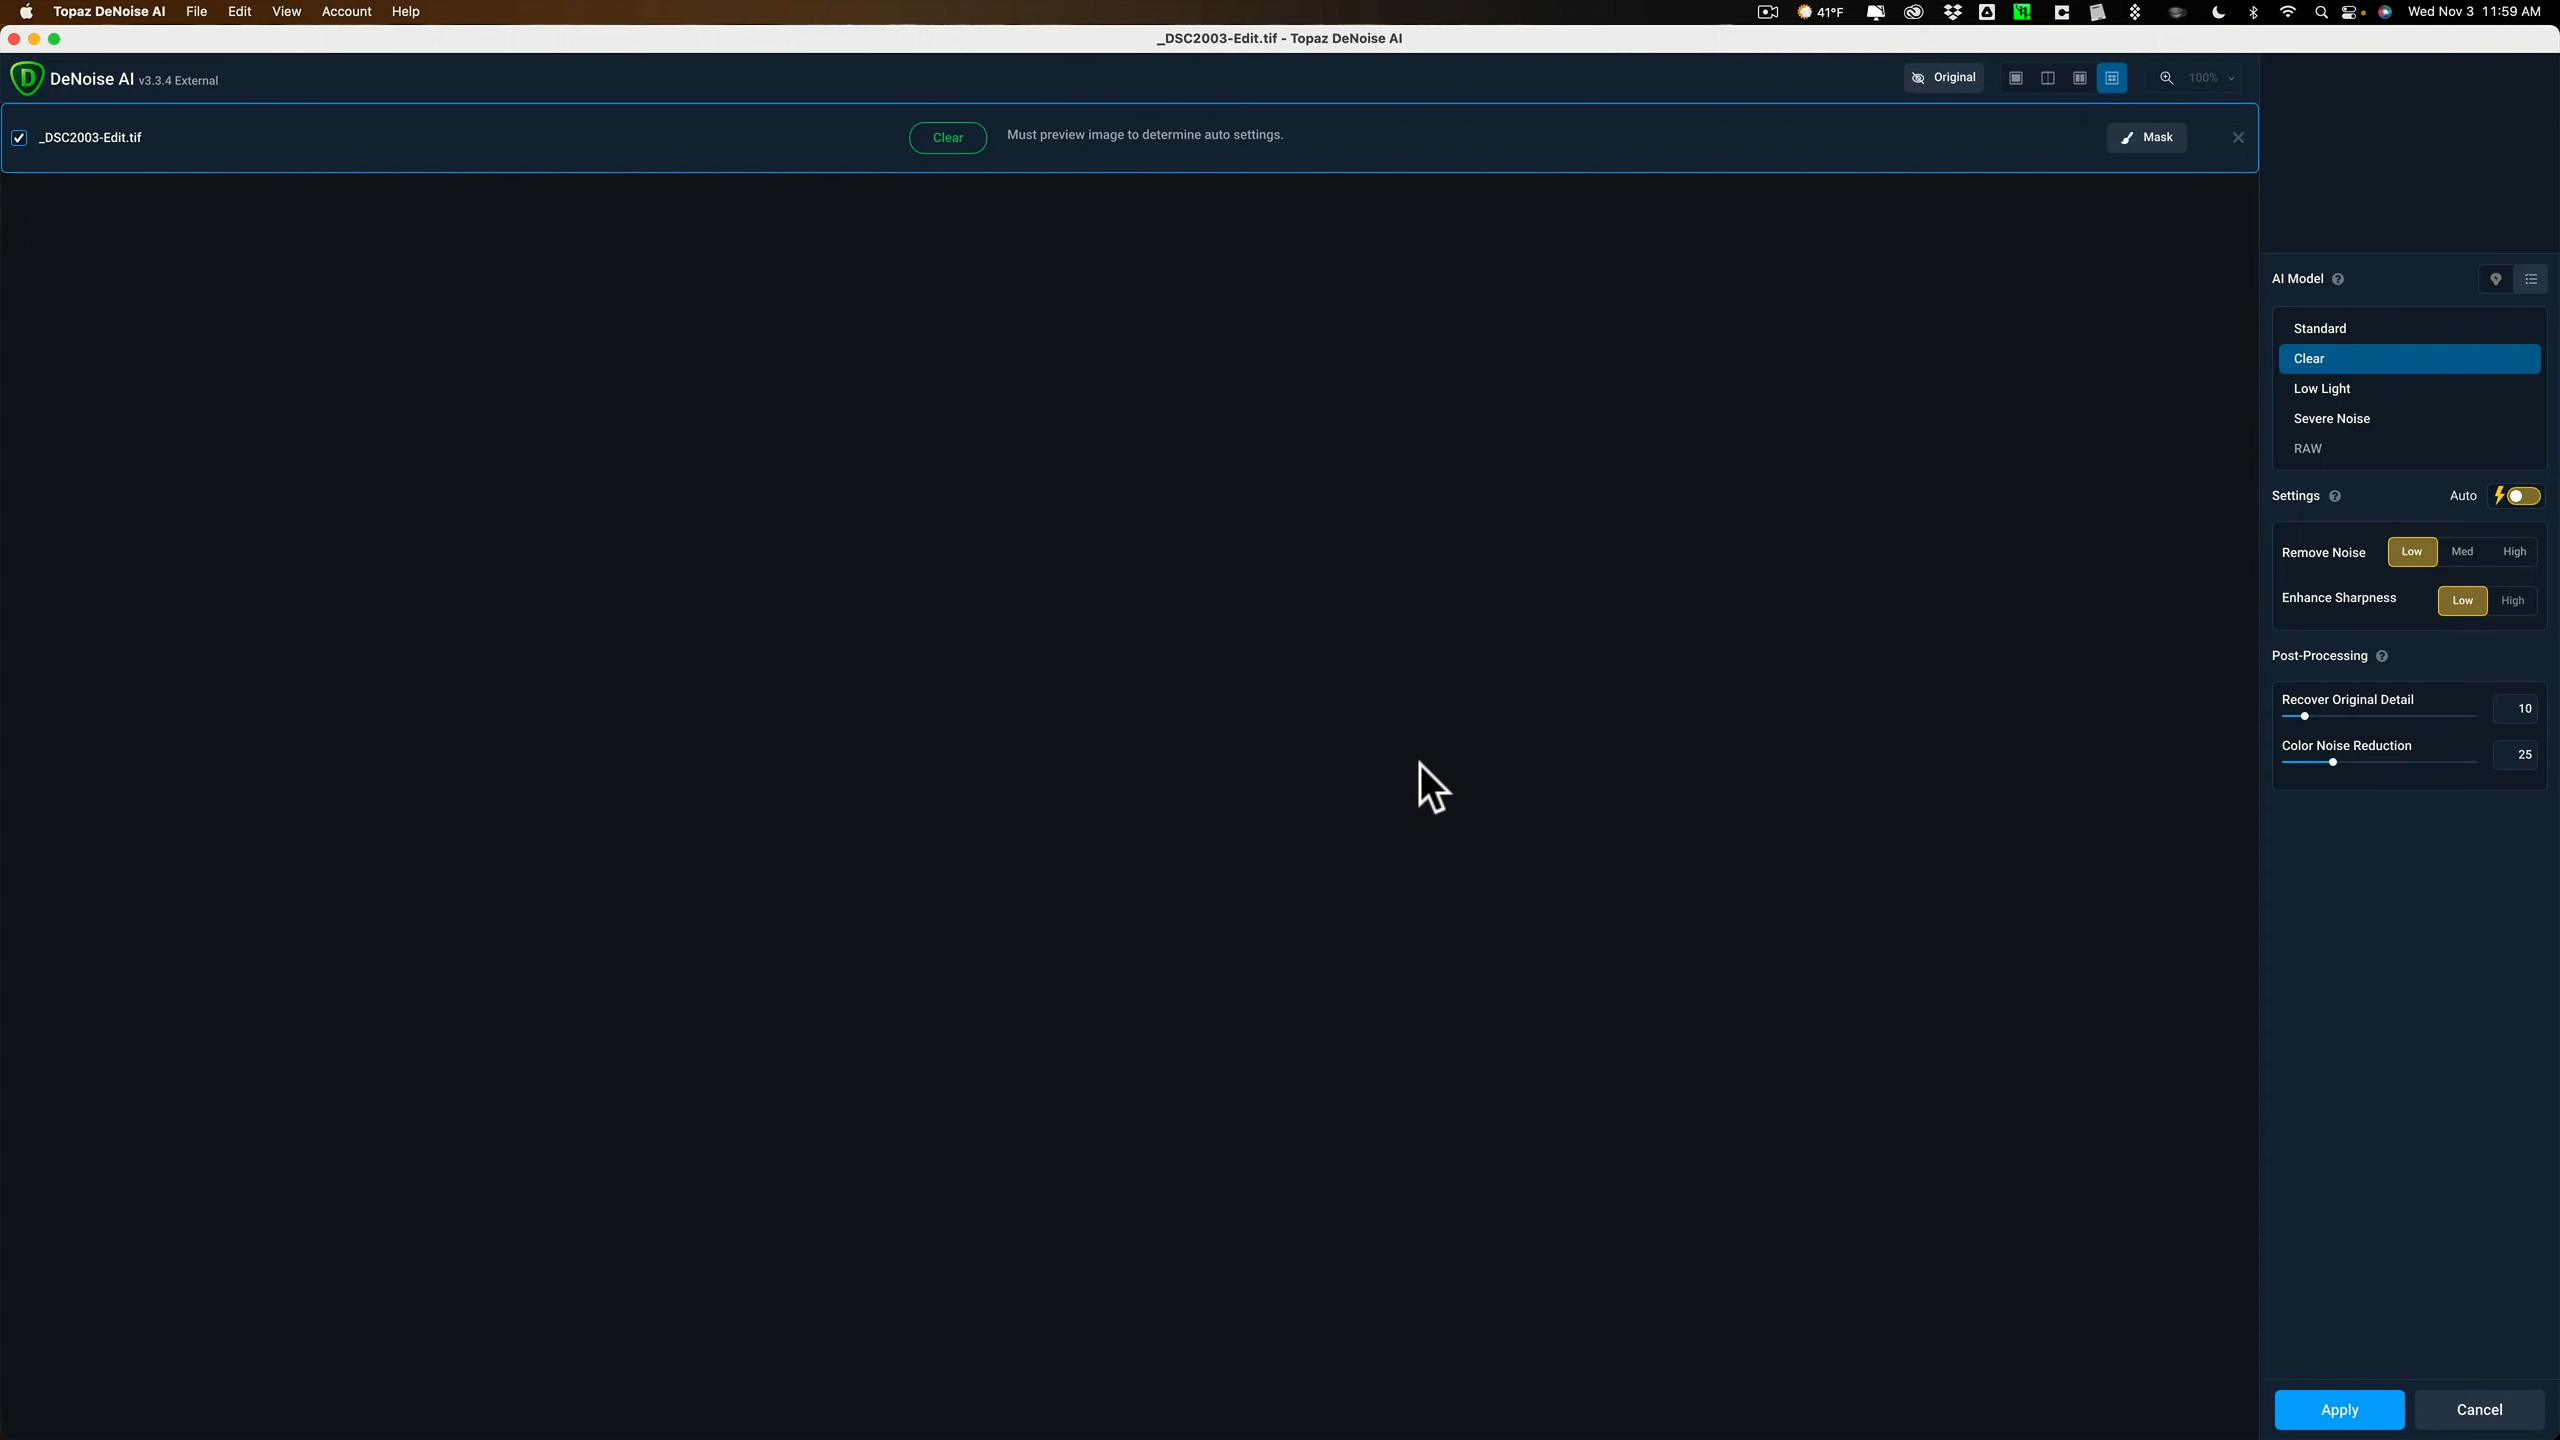 Topaz DeNoise AI File Edit View Account Help 41°F Wed Nov 3 11:59 AM
_DSC2003-Edit.tif - Topaz DeNoise AI
D DeNoise AI v3.3.4 External Original 100%
_DSC2003-Edit.tif Clear Must preview image to determine auto settings. Mask
AI Model ?
Standard
Clear
Low Light
Severe Noise
RAW
Settings ? Auto
Remove Noise Low Med High
Enhance Sharpness Low High
Post-Processing ?
Recover Original Detail 10
Color Noise Reduction 25
Apply Cancel